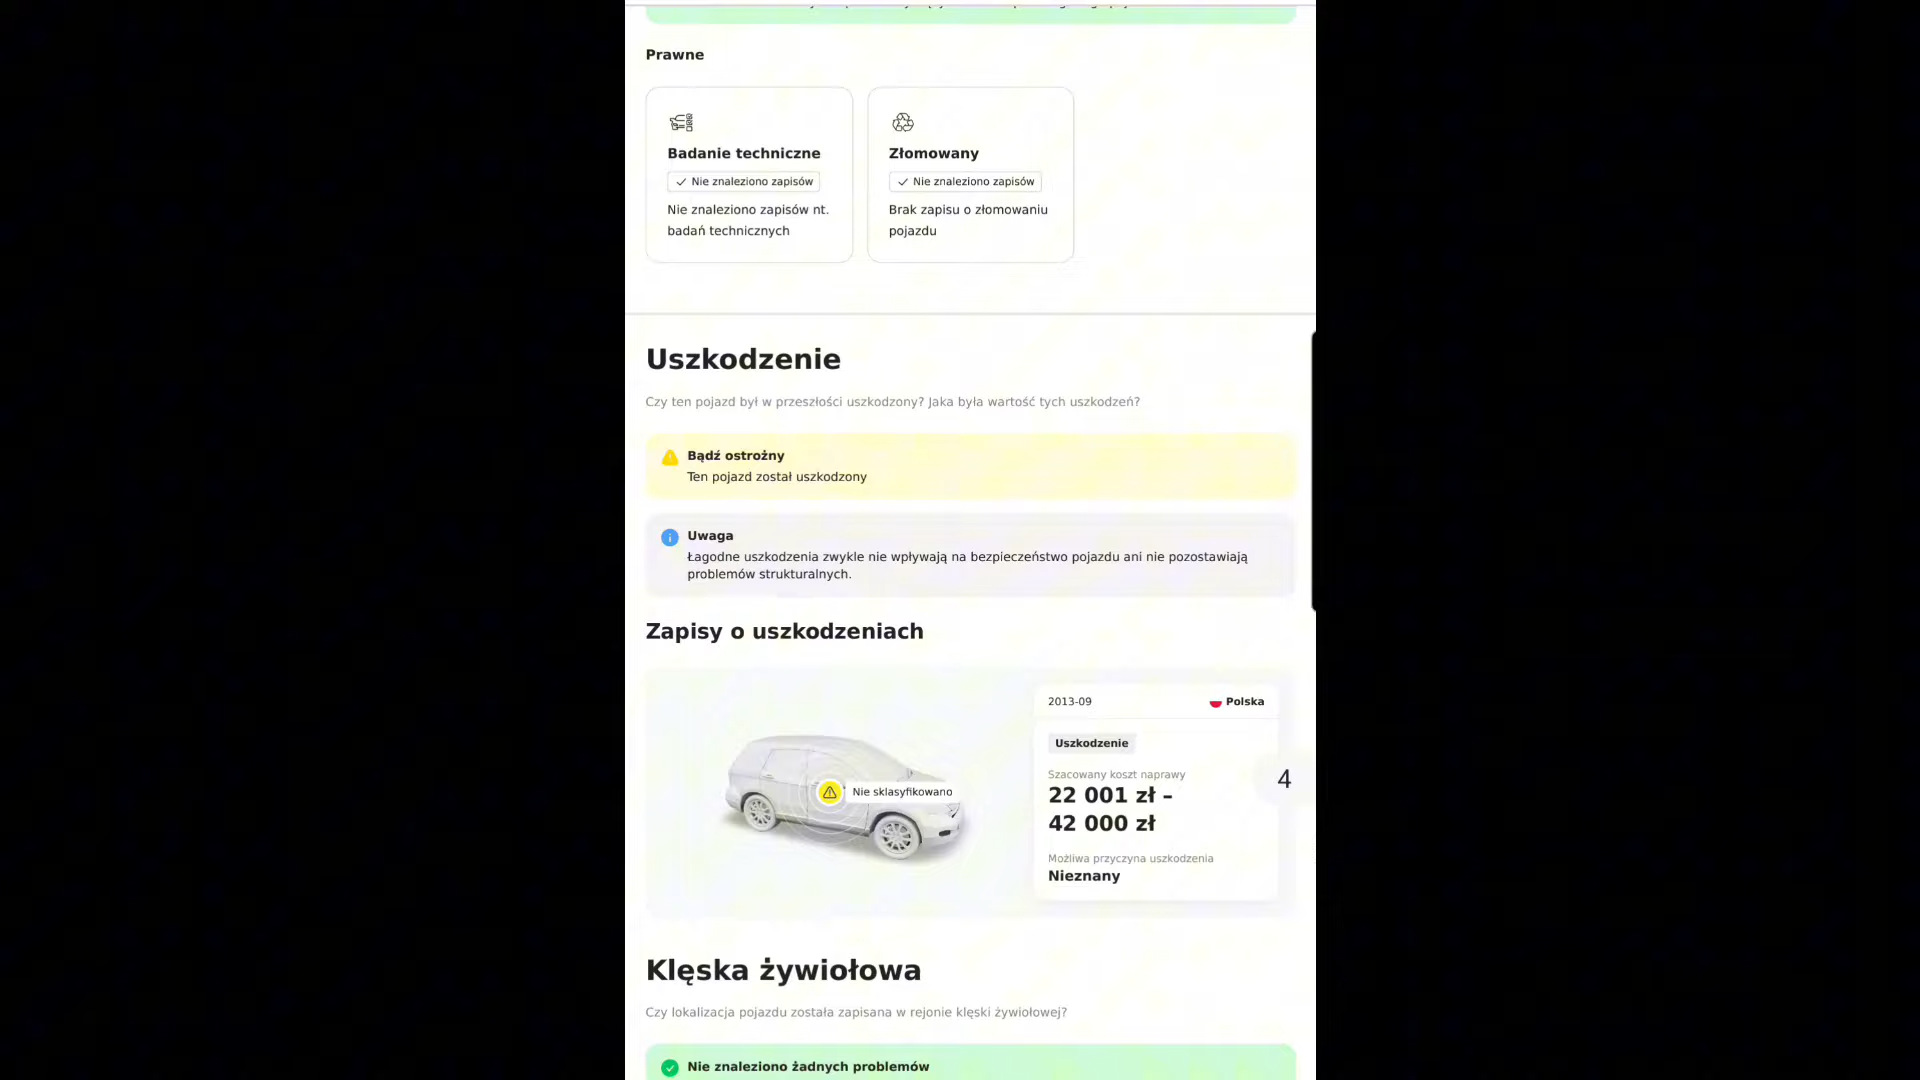 Prawne
Badanie techniczne
Nie znaleziono zapisów
Nie znaleziono zapisów nt.
badań technicznych
Złomowany
Nie znaleziono zapisów
Brak zapisu o złomowaniu
pojazdu
Uszkodzenie
Czy ten pojazd był w przeszłości uszkodzony? Jaka była wartość tych uszkodzeń?
Bądź ostrożny
Ten pojazd został uszkodzony
Uwaga
Łagodne uszkodzenia zwykle nie wpływają na bezpieczeństwo pojazdu ani nie pozostawiają
problemów strukturalnych.
Zapisy o uszkodzeniach
Nie sklasyfikowano
2013-09
Polska
Uszkodzenie
Szacowany koszt naprawy
22 001 zł –
42 000 zł
Możliwa przyczyna uszkodzenia
Nieznany
4
Klęska żywiołowa
Czy lokalizacja pojazdu została zapisana w rejonie klęski żywiołowej?
Nie znaleziono żadnych problemów